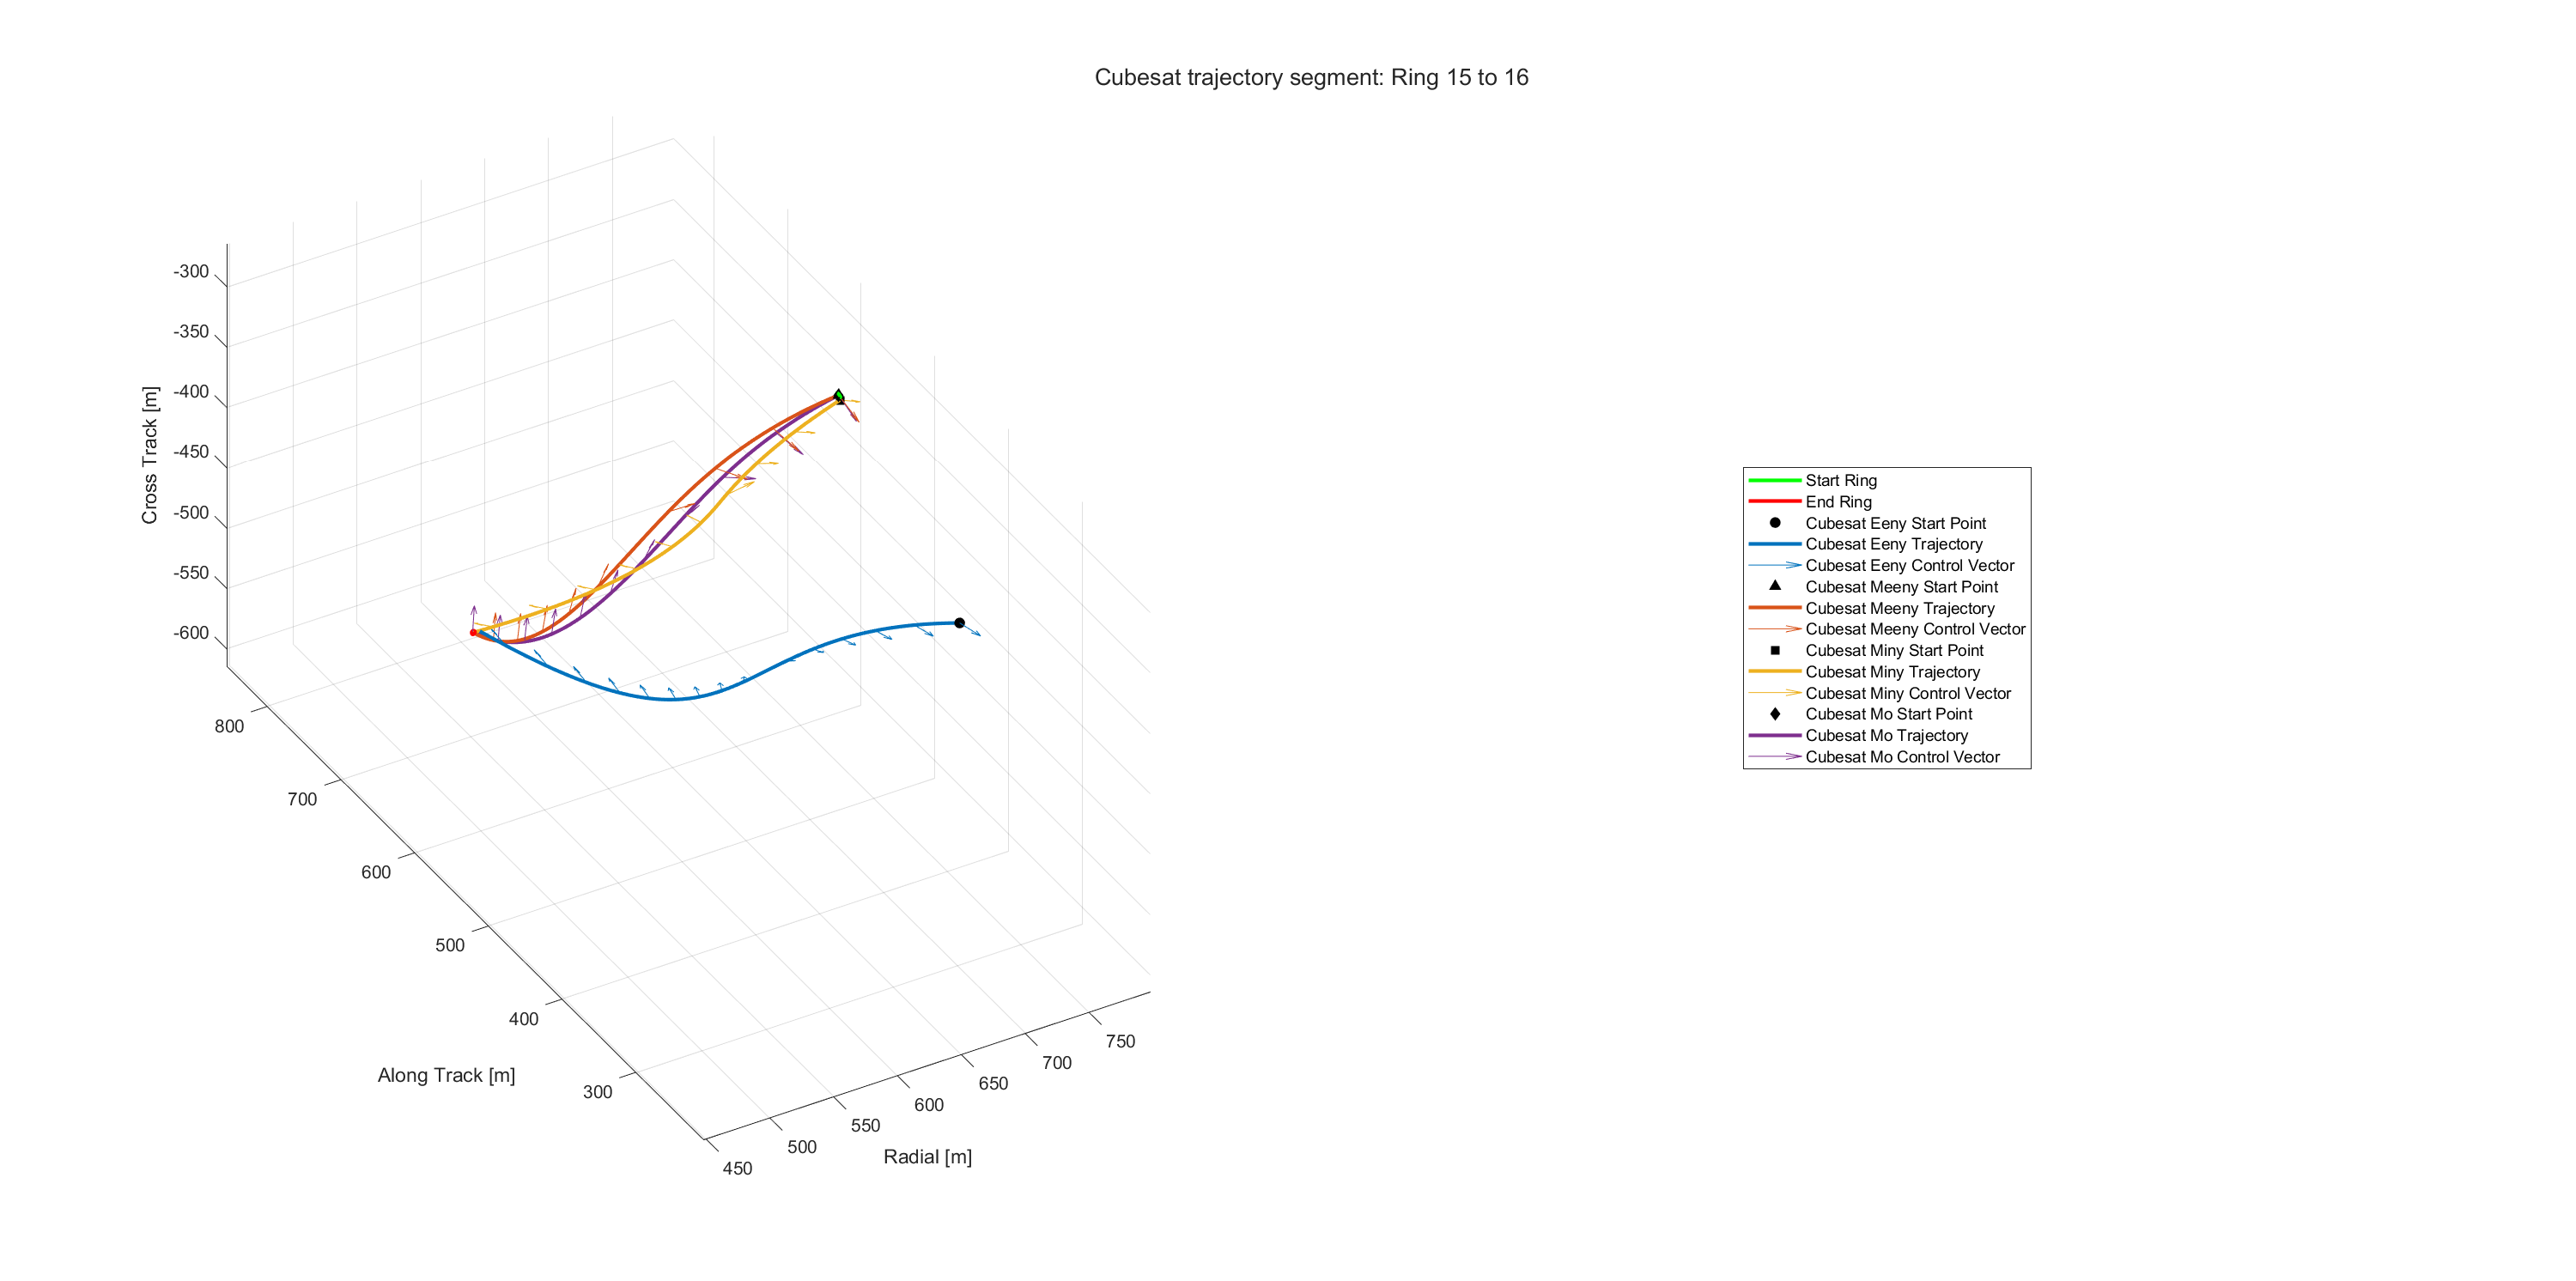 Cubesat trajectory segment: Ring 15 to 16
-300
-350
-400
-450
-500
-550
-600
Cross Track [m]
800
700
600
500
400
300
Along Track [m]
450
500
550
600
650
700
750
Radial [m]
Start Ring
End Ring
Cubesat Eeny Start Point
Cubesat Eeny Trajectory
Cubesat Eeny Control Vector
Cubesat Meeny Start Point
Cubesat Meeny Trajectory
Cubesat Meeny Control Vector
Cubesat Miny Start Point
Cubesat Miny Trajectory
Cubesat Miny Control Vector
Cubesat Mo Start Point
Cubesat Mo Trajectory
Cubesat Mo Control Vector